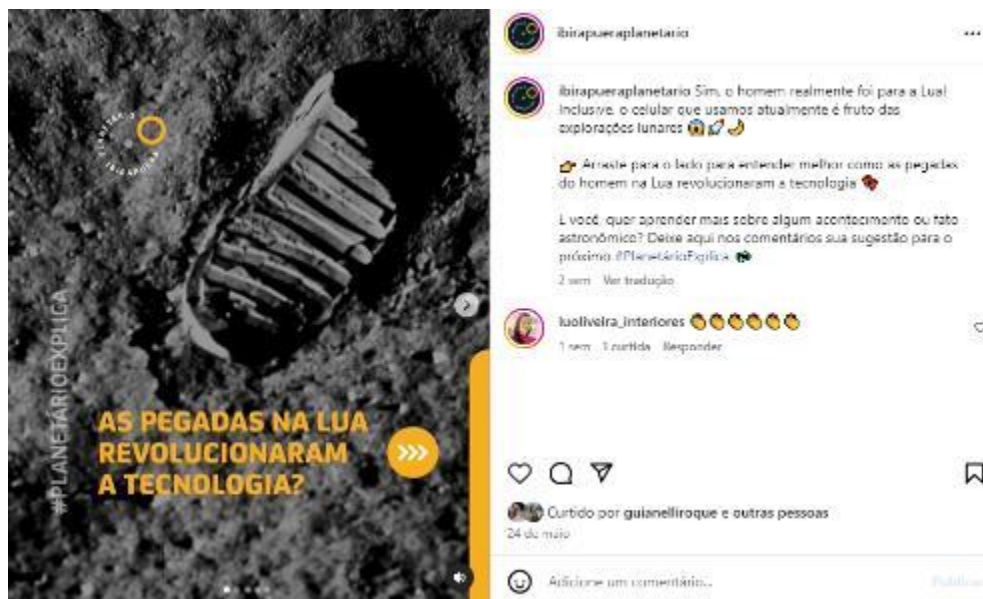 #PLANETÁRIOEXPLICA
AS PEGADAS NA LUA
REVOLUCIONARAM
A TECNOLOGIA?
ibirapueraplanetario
ibirapueraplanetario Sim, o homem realmente foi para a Lua!
Inclusive, o celular que usamos atualmente é fruto das
explorações lunares 😱🚀🌙
👉 Arraste para o lado para entender melhor como as pegadas
do homem na Lua revolucionaram a tecnologia
E você, quer aprender mais sobre algum acontecimento ou fato
astronômico? Deixe aqui nos comentários sua sugestão para o
próximo #PlanetárioExplica
2 sem Ver tradução
luoliveira_interiores 👏👏👏👏👏👏
1 sem 1 curtida Responder
Curtido por guianelliroque e outras pessoas
24 de maio
Adicione um comentário...
Publicar